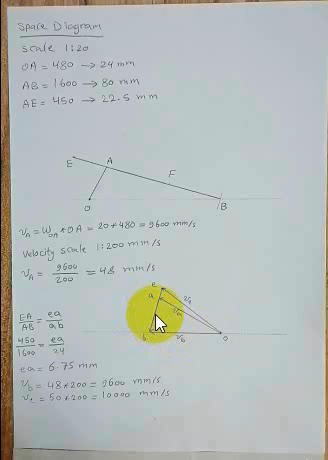 Space Diagram
Scale 1:20
OA = 480 → 24 mm
AB = 1600 → 80 mm
AE = 450 → 22.5 mm
E
A
F
O
B
VA = WOA * OA = 20 * 480 = 9600 mm/s
Velocity scale 1:200 mm/s
VA = 9600/200 = 48 mm/s
e
a
b
o
Vb
EA/AB = ea/ab
450/1600 = ea/24
ea = 6.75 mm
Vb = 48*200 = 9600 mm/s
Ve = 50*200 = 10000 mm/s